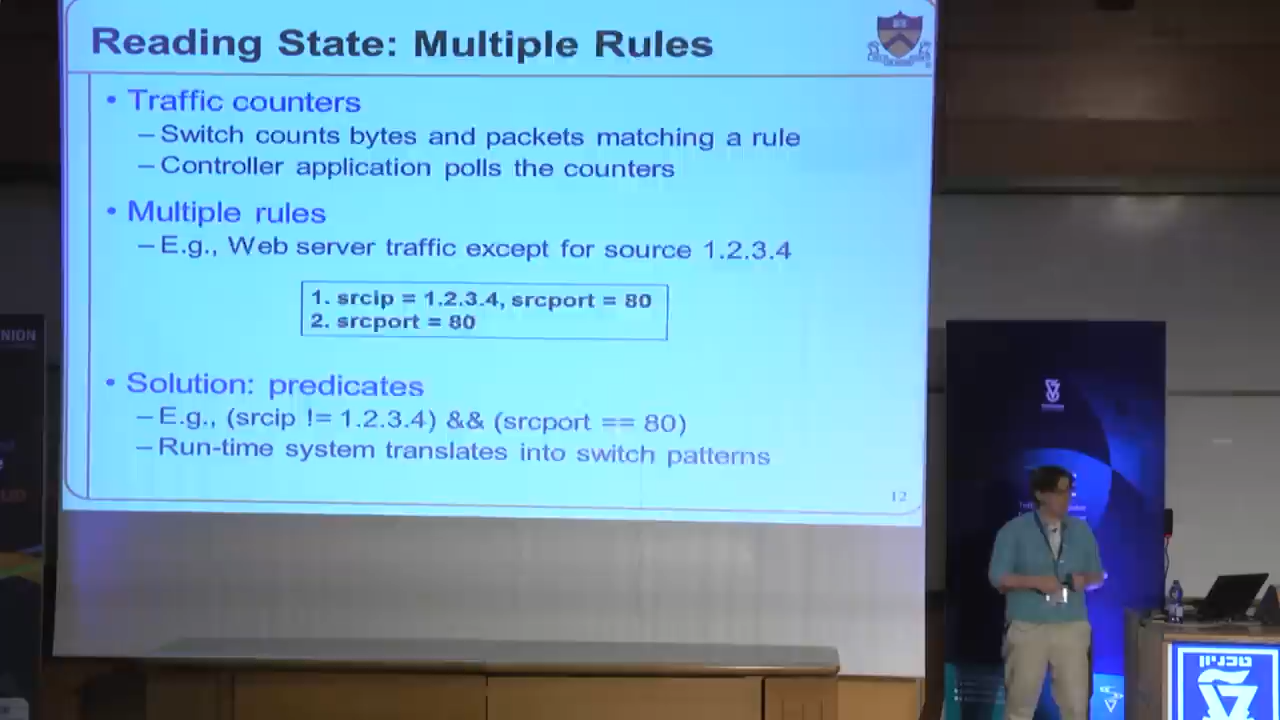 Reading State: Multiple Rules
• Traffic counters
– Switch counts bytes and packets matching a rule
– Controller application polls the counters
• Multiple rules
– E.g., Web server traffic except for source 1.2.3.4
1. srcip = 1.2.3.4, srcport = 80
2. srcport = 80
• Solution: predicates
– E.g., (srcip != 1.2.3.4) && (srcport == 80)
– Run-time system translates into switch patterns
12
NION
טכניון